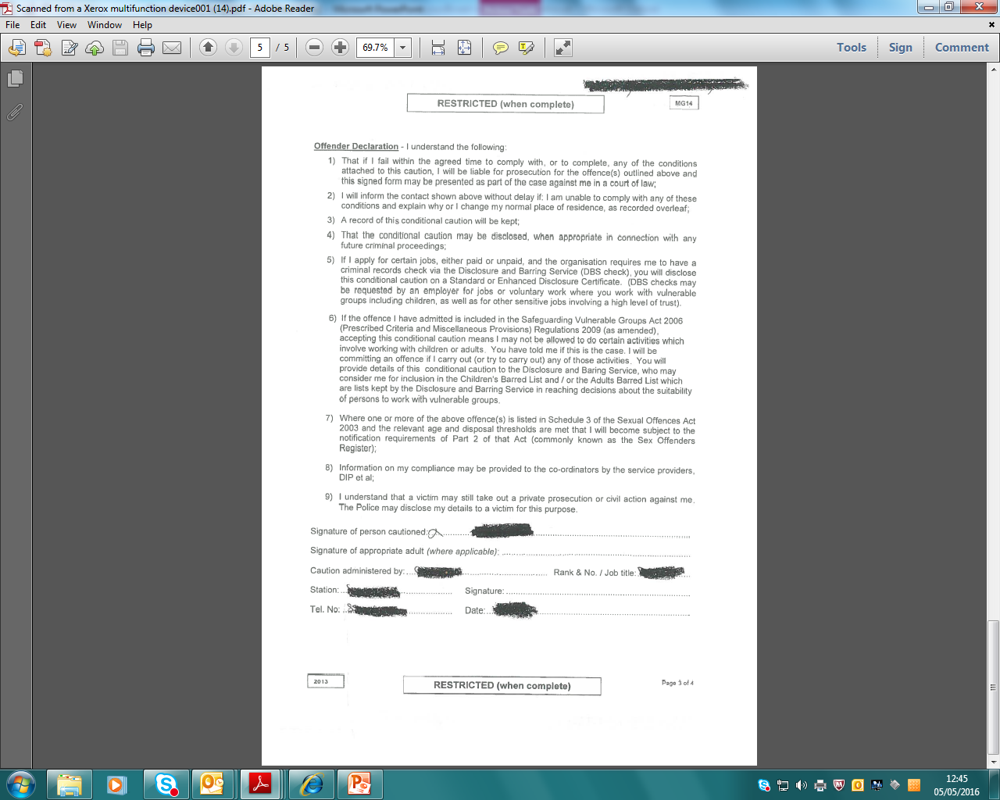 Scanned from a Xerox multifunction device001 (14).pdf - Adobe Reader
File Edit View Window Help
5 / 5 69.7% Tools Sign Comment
RESTRICTED (when complete) MG14
Offender Declaration - I understand the following:
1) That if I fail within the agreed time to comply with, or to complete, any of the conditions
attached to this caution, I will be liable for prosecution for the offence(s) outlined above and
this signed form may be presented as part of the case against me in a court of law;
2) I will inform the contact shown above without delay if: I am unable to comply with any of these
conditions and explain why or I change my normal place of residence, as recorded overleaf;
3) A record of this conditional caution will be kept;
4) That the conditional caution may be disclosed, when appropriate in connection with any
future criminal proceedings;
5) If I apply for certain jobs, either paid or unpaid, and the organisation requires me to have a
criminal records check via the Disclosure and Barring Service (DBS check), you will disclose
this conditional caution on a Standard or Enhanced Disclosure Certificate. (DBS checks may
be requested by an employer for jobs or voluntary work where you work with vulnerable
groups including children, as well as for other sensitive jobs involving a high level of trust).
6) If the offence I have admitted is included in the Safeguarding Vulnerable Groups Act 2006
(Prescribed Criteria and Miscellaneous Provisions) Regulations 2009 (as amended),
accepting this conditional caution means I may not be allowed to do certain activities which
involve working with children or adults. You have told me if this is the case. I will be
committing an offence if I carry out (or try to carry out) any of those activities. You will
provide details of this conditional caution to the Disclosure and Baring Service, who may
consider me for inclusion in the Children's Barred List and / or the Adults Barred List which
are lists kept by the Disclosure and Barring Service in reaching decisions about the suitability
of persons to work with vulnerable groups.
7) Where one or more of the above offence(s) is listed in Schedule 3 of the Sexual Offences Act
2003 and the relevant age and disposal thresholds are met that I will become subject to the
notification requirements of Part 2 of that Act (commonly known as the Sex Offenders
Register);
8) Information on my compliance may be provided to the co-ordinators by the service providers,
DIP et al;
9) I understand that a victim may still take out a private prosecution or civil action against me.
The Police may disclose my details to a victim for this purpose.
Signature of person cautioned:
Signature of appropriate adult (where applicable):
Caution administered by: Rank & No. / Job title:
Station: Signature:
Tel. No: Date:
2013 RESTRICTED (when complete) Page 3 of 4
12:45
05/05/2016